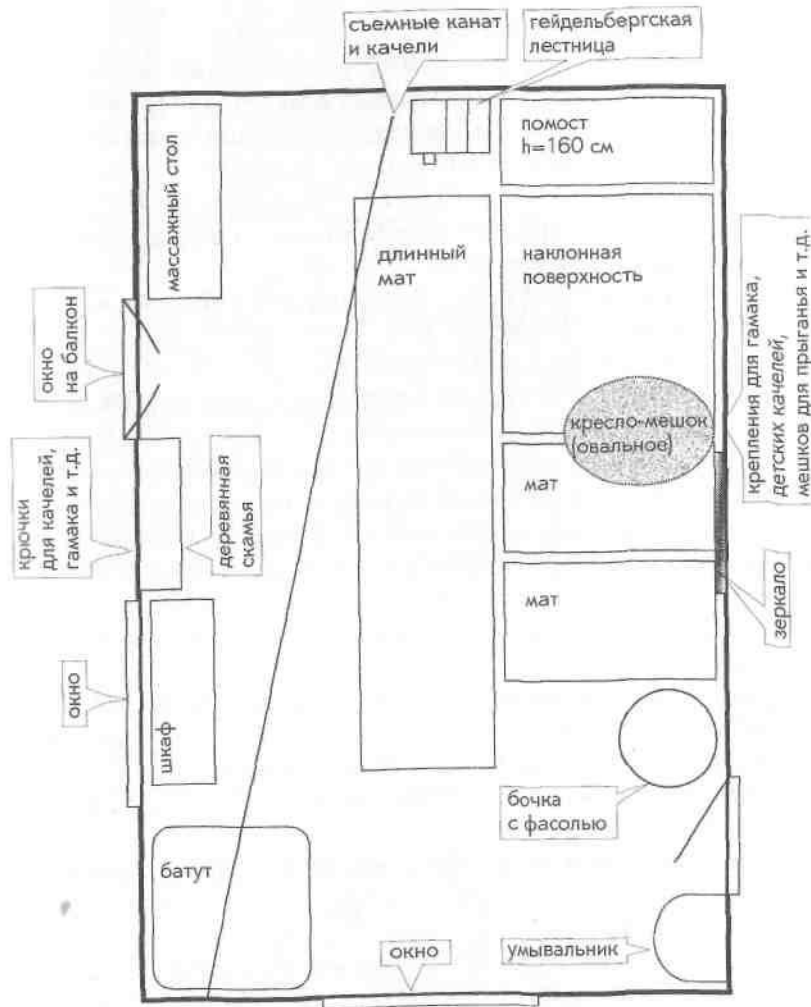 съемные канат
и качели
гейдельбергская
лестница
помост
h=160 см
массажный стол
длинный
мат
наклонная
поверхность
крепления для гамака,
детских качелей,
мешков для прыганья и т.д.
окно
на балкон
кресло-мешок
(овальное)
крючки
для качелей,
гамака и т.д.
деревянная
скамья
мат
мат
зеркало
окно
шкаф
бочка
с фасолью
батут
окно
умывальник